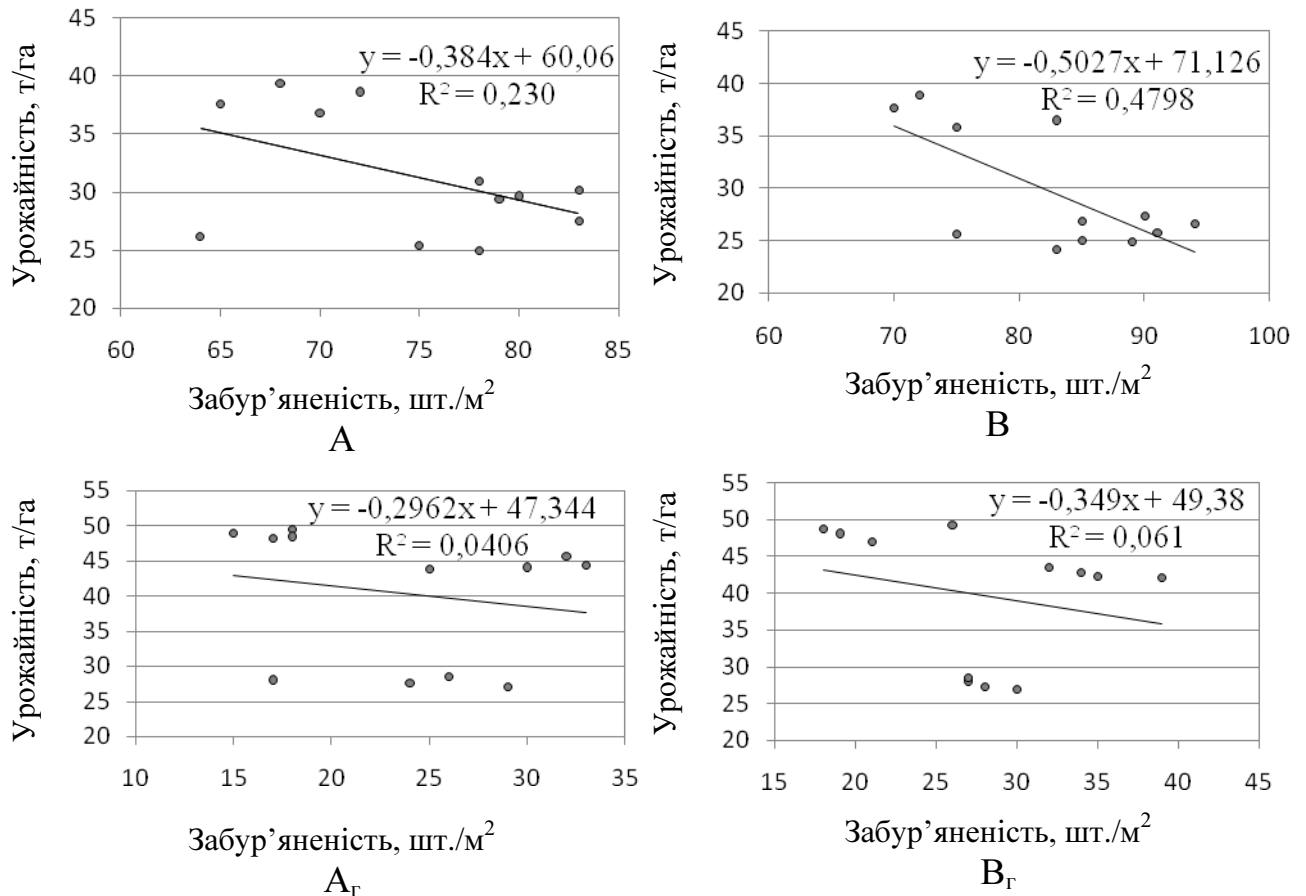 Урожайність, т/га
45
40
35
30
25
20
60
65
70
75
80
85
y = -0,384x + 60,06
R² = 0,230
Забур’яненість, шт./м²
А
Урожайність, т/га
45
40
35
30
25
20
60
70
80
90
100
y = -0,5027x + 71,126
R² = 0,4798
Забур’яненість, шт./м²
В
Урожайність, т/га
55
50
45
40
35
30
25
20
10
15
20
25
30
35
y = -0,2962x + 47,344
R² = 0,0406
Забур’яненість, шт./м²
Аг
Урожайність, т/га
55
50
45
40
35
30
25
20
15
20
25
30
35
40
45
y = -0,349x + 49,38
R² = 0,061
Забур’яненість, шт./м²
Вг